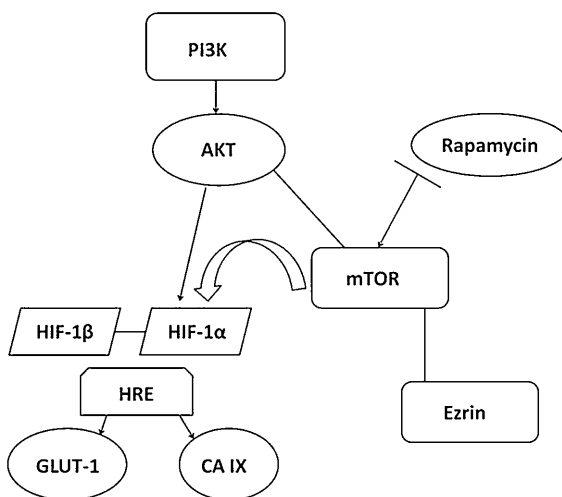 PI3K
AKT
Rapamycin
mTOR
HIF-1β
HIF-1α
HRE
Ezrin
GLUT-1
CA IX